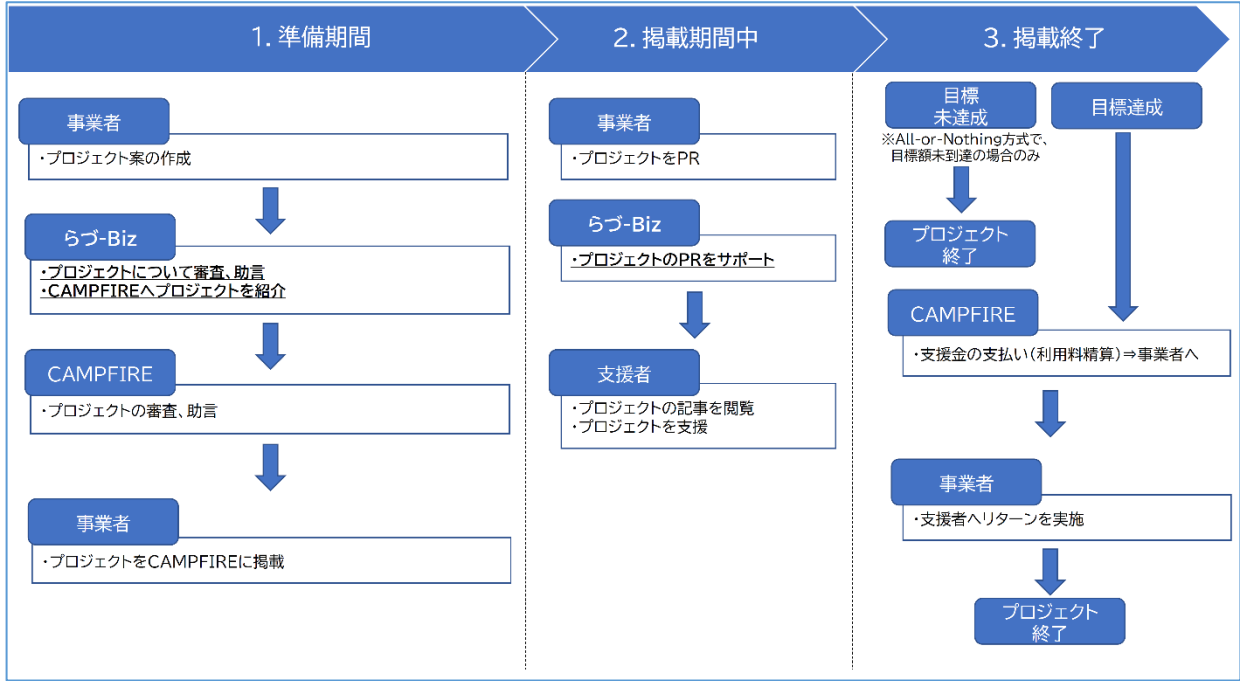 1. 準備期間
2. 掲載期間中
3. 掲載終了
事業者
・プロジェクト案の作成
らづ-Biz
・プロジェクトについて審査、助言
・CAMPFIREへプロジェクトを紹介
CAMPFIRE
・プロジェクトの審査、助言
事業者
・プロジェクトをCAMPFIREに掲載
事業者
・プロジェクトをPR
らづ-Biz
・プロジェクトのPRをサポート
支援者
・プロジェクトの記事を閲覧
・プロジェクトを支援
目標
未達成
※All-or-Nothing方式で、
目標額未到達の場合のみ
プロジェクト
終了
目標達成
CAMPFIRE
・支援金の支払い(利用料精算)⇒事業者へ
事業者
・支援者へリターンを実施
プロジェクト
終了